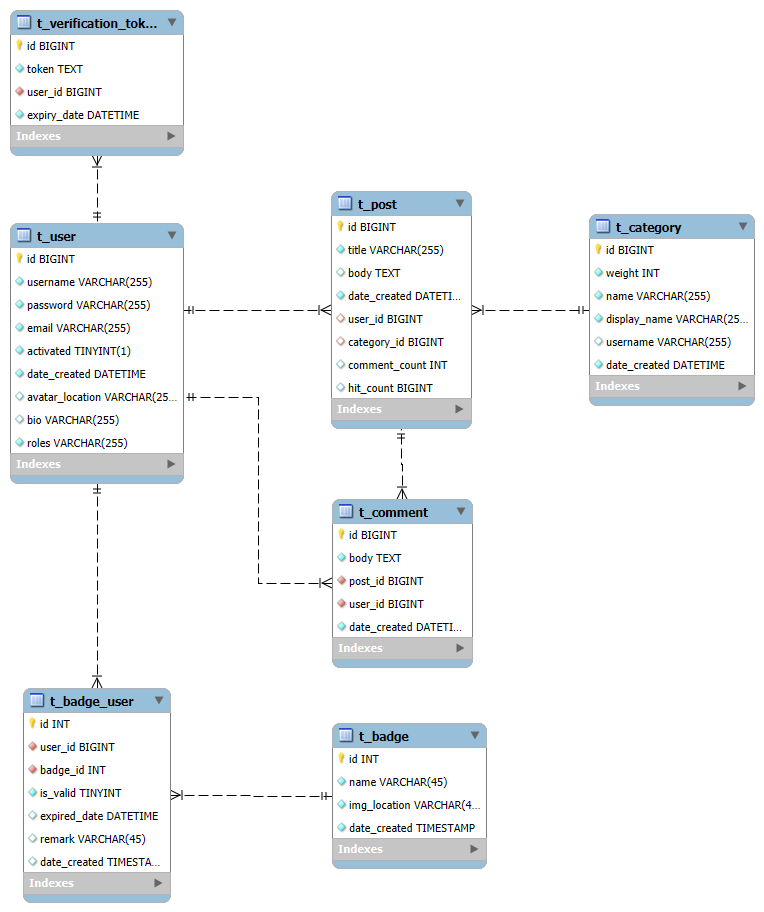 t_verification_tok...
id BIGINT
token TEXT
user_id BIGINT
expiry_date DATETIME
Indexes
t_user
id BIGINT
username VARCHAR(255)
password VARCHAR(255)
email VARCHAR(255)
activated TINYINT(1)
date_created DATETIME
avatar_location VARCHAR(25...
bio VARCHAR(255)
roles VARCHAR(255)
Indexes
t_post
id BIGINT
title VARCHAR(255)
body TEXT
date_created DATETI...
user_id BIGINT
category_id BIGINT
comment_count INT
hit_count BIGINT
Indexes
t_category
id BIGINT
weight INT
name VARCHAR(255)
display_name VARCHAR(25...
username VARCHAR(255)
date_created DATETIME
Indexes
t_comment
id BIGINT
body TEXT
post_id BIGINT
user_id BIGINT
date_created DATETI...
Indexes
t_badge_user
id INT
user_id BIGINT
badge_id INT
is_valid TINYINT
expired_date DATETIME
remark VARCHAR(45)
date_created TIMESTA...
Indexes
t_badge
id INT
name VARCHAR(45)
img_location VARCHAR(4...
date_created TIMESTAMP
Indexes